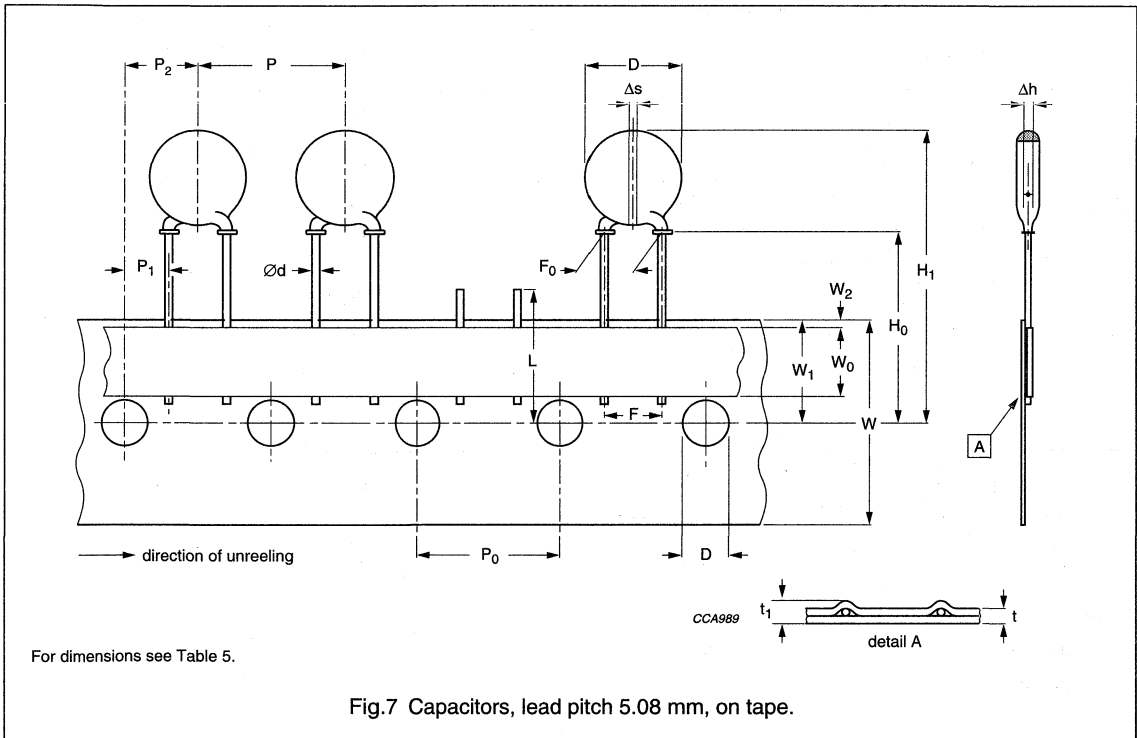 P2 P D
Δs
Δh
P1 Ød F0
H1
W2
H0
L
W1 W0
F
W
A
direction of unreeling
P0 D
t1 t
CCA989
detail A
For dimensions see Table 5.
Fig.7 Capacitors, lead pitch 5.08 mm, on tape.